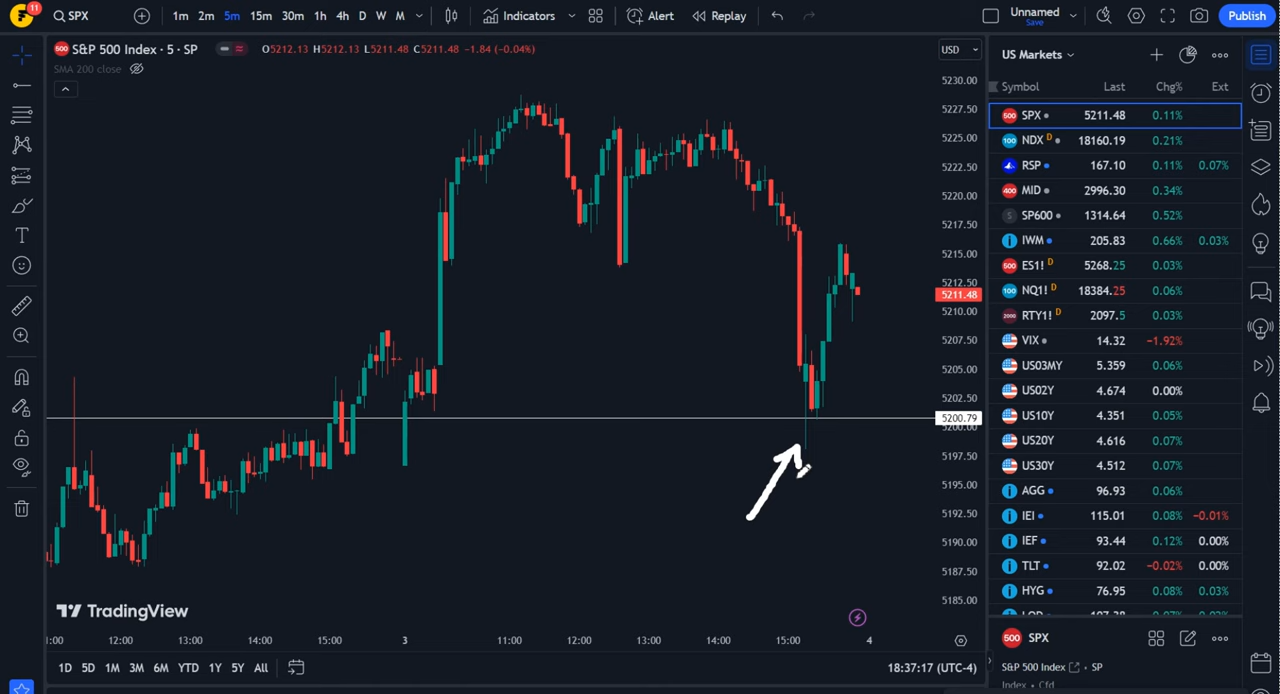 11
SPX
1m 2m 5m 15m 30m 1h 4h D W M
Indicators
Alert
Replay
Unnamed
Save
Publish
500 S&P 500 Index · 5 · SP
O5212.13 H5212.13 L5211.48 C5211.48 -1.84 (-0.04%)
SMA 200 close
USD
5230.00
5227.50
5225.00
5222.50
5220.00
5217.50
5215.00
5212.50
5211.48
5210.00
5207.50
5205.00
5202.50
5200.79
5200.00
5197.50
5195.00
5192.50
5190.00
5187.50
5185.00
TradingView
:00 12:00 13:00 14:00 15:00 3 11:00 12:00 13:00 14:00 15:00 4
1D 5D 1M 3M 6M YTD 1Y 5Y All
18:37:17 (UTC-4)
US Markets
Symbol Last Chg% Ext
500 SPX 5211.48 0.11%
100 NDX D 18160.19 0.21%
RSP 167.10 0.11% 0.07%
400 MID 2996.30 0.34%
S SP600 1314.64 0.52%
IWM 205.83 0.66% 0.03%
500 ES1! D 5268.25 0.03%
100 NQ1! D 18384.25 0.06%
2000 RTY1! D 2097.5 0.03%
VIX 14.32 −1.92%
US03MY 5.359 0.06%
US02Y 4.674 0.00%
US10Y 4.351 0.05%
US20Y 4.616 0.07%
US30Y 4.512 0.07%
AGG 96.93 0.06%
IEI 115.01 0.08% −0.01%
IEF 93.44 0.12% 0.00%
TLT 92.02 −0.02% 0.00%
HYG 76.95 0.08% 0.03%
500 SPX
S&P 500 Index · SP
Index · Cfd